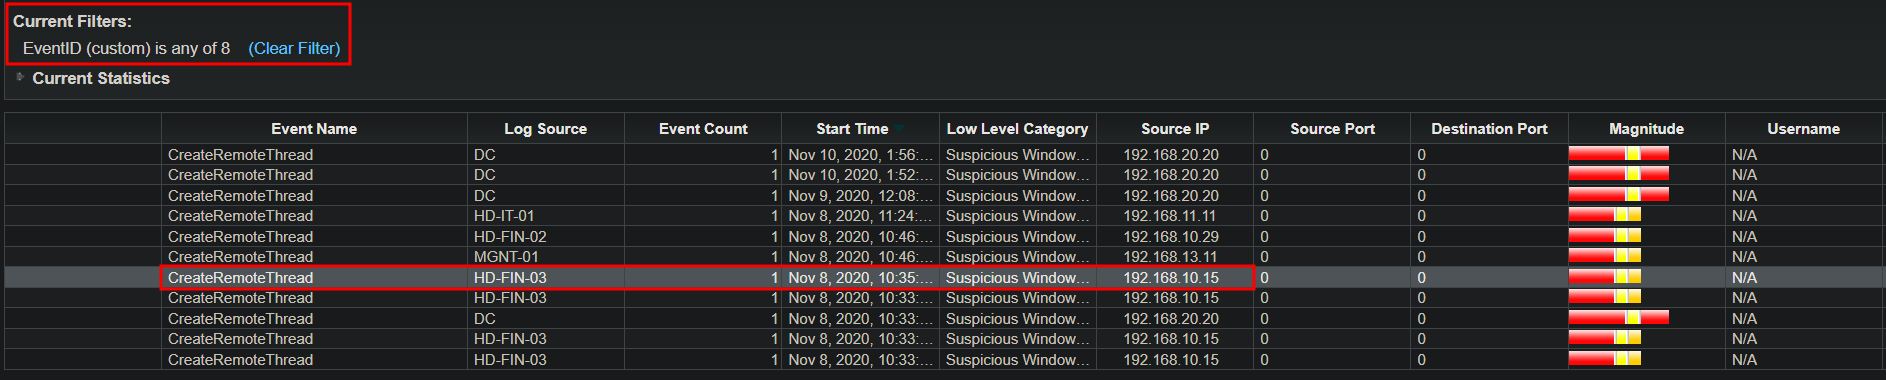 Current Filters:
EventID (custom) is any of 8 (Clear Filter)
Current Statistics
Event Name Log Source Event Count Start Time Low Level Category Source IP Source Port Destination Port Magnitude Username
CreateRemoteThread DC 1 Nov 10, 2020, 1:56:... Suspicious Window... 192.168.20.20 0 0 N/A
CreateRemoteThread DC 1 Nov 10, 2020, 1:52:... Suspicious Window... 192.168.20.20 0 0 N/A
CreateRemoteThread DC 1 Nov 9, 2020, 12:08:... Suspicious Window... 192.168.20.20 0 0 N/A
CreateRemoteThread HD-IT-01 1 Nov 8, 2020, 11:24:... Suspicious Window... 192.168.11.11 0 0 N/A
CreateRemoteThread HD-FIN-02 1 Nov 8, 2020, 10:46:... Suspicious Window... 192.168.10.29 0 0 N/A
CreateRemoteThread MGNT-01 1 Nov 8, 2020, 10:46:... Suspicious Window... 192.168.13.11 0 0 N/A
CreateRemoteThread HD-FIN-03 1 Nov 8, 2020, 10:35:... Suspicious Window... 192.168.10.15 0 0 N/A
CreateRemoteThread HD-FIN-03 1 Nov 8, 2020, 10:33:... Suspicious Window... 192.168.10.15 0 0 N/A
CreateRemoteThread DC 1 Nov 8, 2020, 10:33:... Suspicious Window... 192.168.20.20 0 0 N/A
CreateRemoteThread HD-FIN-03 1 Nov 8, 2020, 10:33:... Suspicious Window... 192.168.10.15 0 0 N/A
CreateRemoteThread HD-FIN-03 1 Nov 8, 2020, 10:33:... Suspicious Window... 192.168.10.15 0 0 N/A